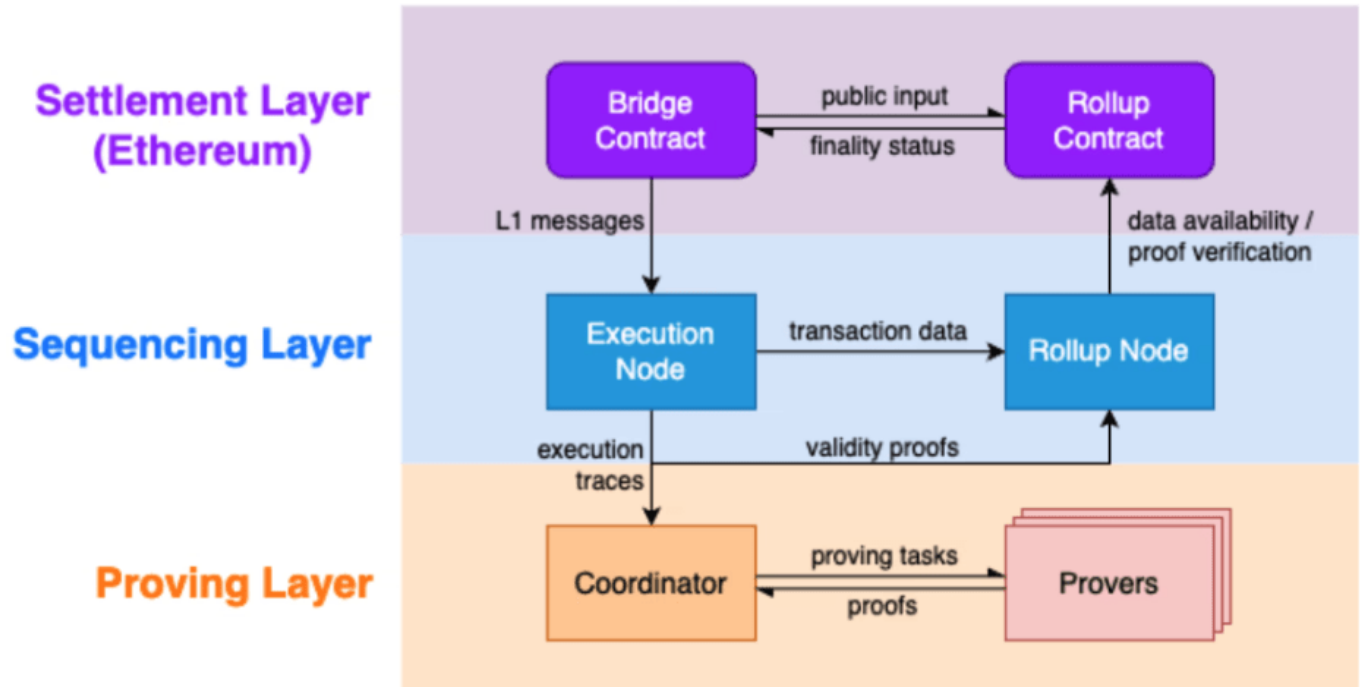 Settlement Layer
(Ethereum)
Bridge
Contract
public input
finality status
Rollup
Contract
L1 messages
data availability /
proof verification
Sequencing Layer
Execution
Node
transaction data
Rollup Node
execution
traces
validity proofs
Proving Layer
Coordinator
proving tasks
proofs
Provers